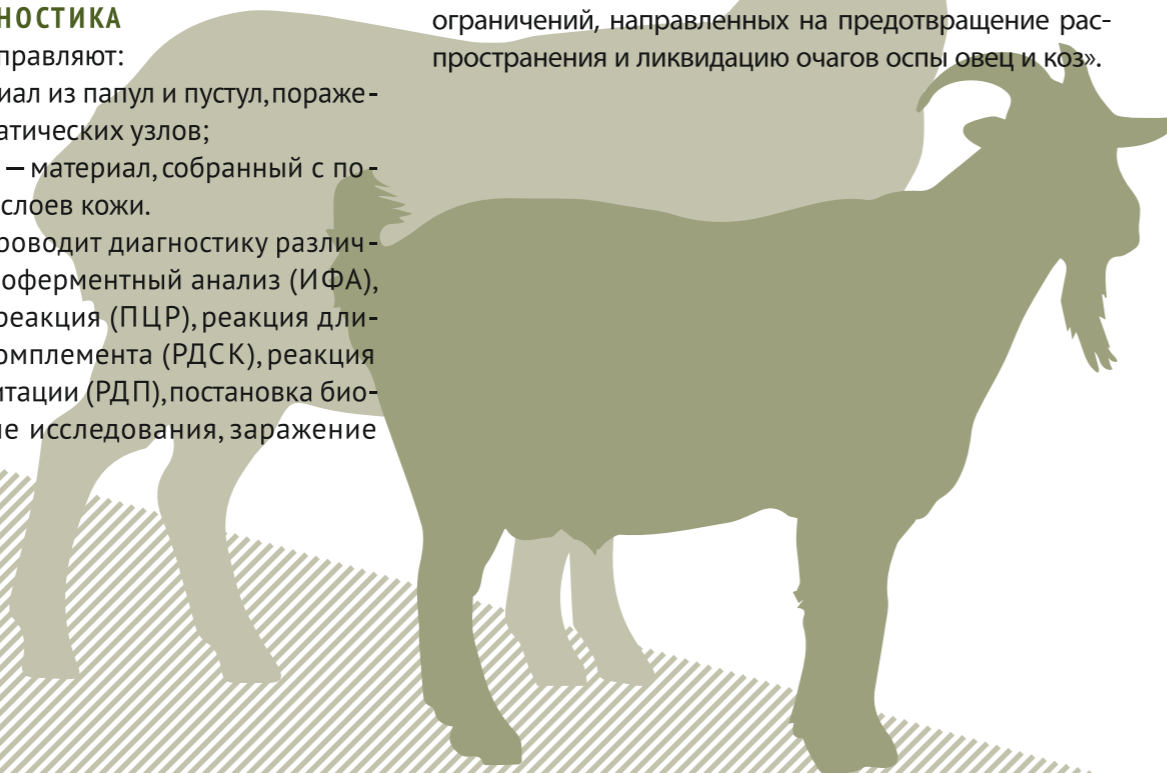 НОСТИКА
правляют:
иал из папул и пустул, пораже-
атических узлов;
— материал, собранный с по-
слоев кожи.
роводит диагностику различ-
оферментный анализ (ИФА),
реакция (ПЦР), реакция дли-
омплемента (РДСК), реакция
итации (РДП), постановка био-
ие исследования, заражение
ограничений, направленных на предотвращение рас-
пространения и ликвидацию очагов оспы овец и коз».